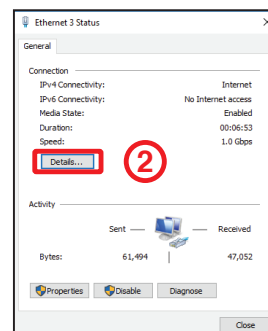 Ethernet 3 Status
General
Connection
IPv4 Connectivity: Internet
IPv6 Connectivity: No Internet access
Media State: Enabled
Duration: 00:06:53
Speed: 1.0 Gbps
Details...
2
Activity
Sent Received
Bytes: 61,494 47,052
Properties Disable Diagnose
Close